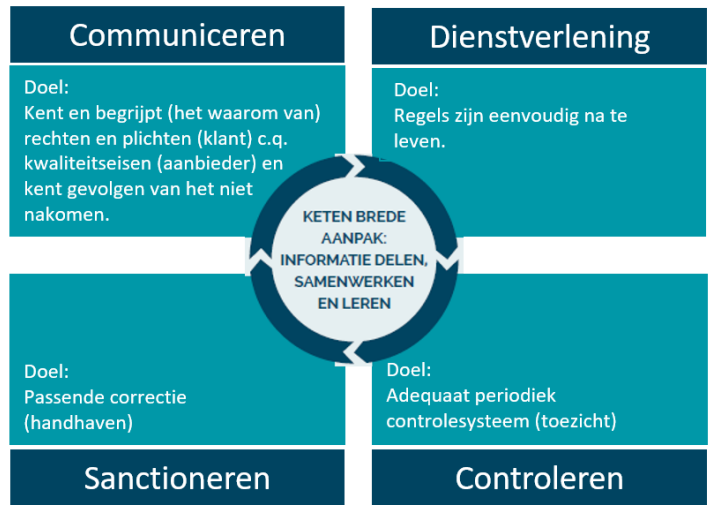 Communiceren
Doel:
Kent en begrijpt (het waarom van)
rechten en plichten (klant) c.q.
kwaliteitseisen (aanbieder) en
kent gevolgen van het niet
nakomen.
Dienstverlening
Doel:
Regels zijn eenvoudig na te
leven.
KETEN BREDE
AANPAK:
INFORMATIE DELEN,
SAMENWERKEN
EN LEREN
Doel:
Passende correctie
(handhaven)
Sanctioneren
Doel:
Adequaat periodiek
controlesysteem (toezicht)
Controleren